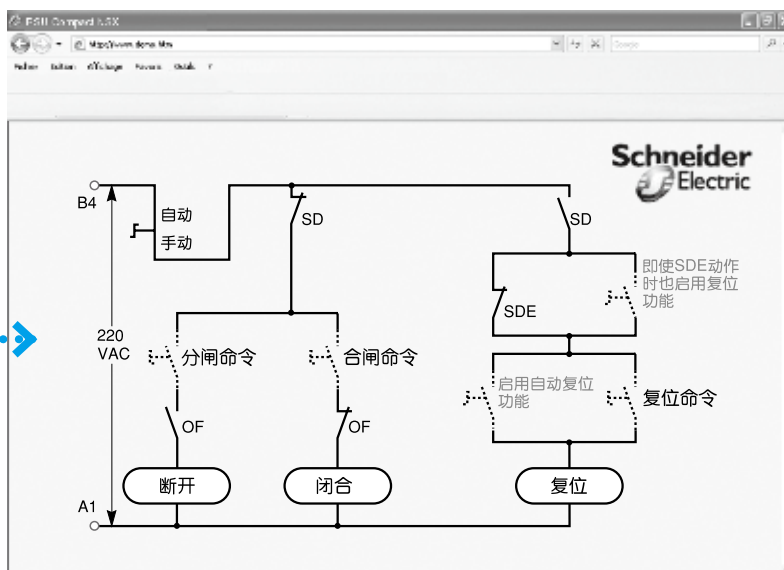 Schneider
Electric
B4
自动
手动
SD
SD
即使SDE动作
时也启用复位
功能
SDE
220
VAC
分闸命令
合闸命令
启用自动复位
功能
复位命令
OF
OF
断开
闭合
复位
A1